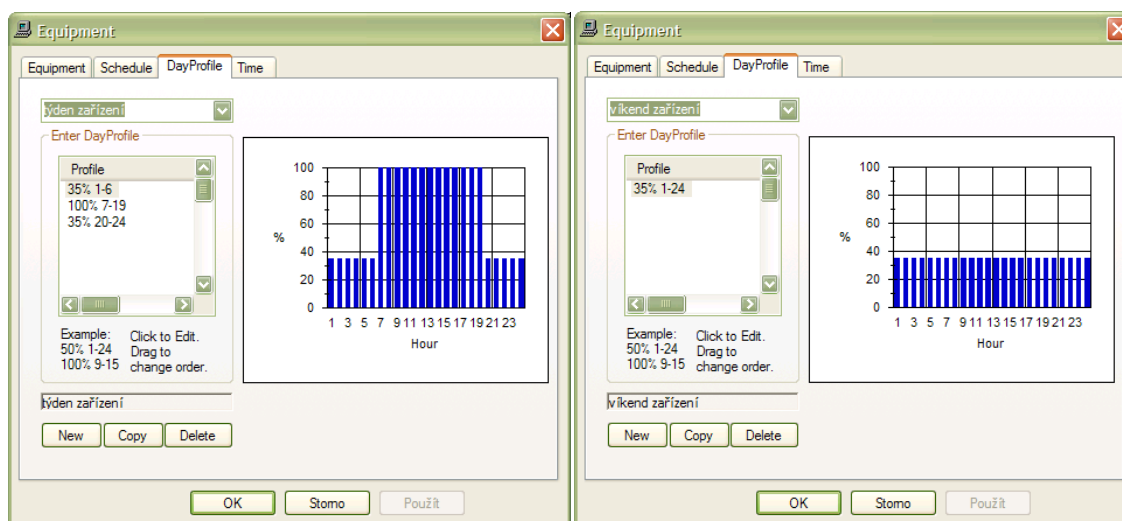 Equipment
Equipment Schedule DayProfile Time
týden zařízení
Enter DayProfile
Profile
35% 1-6
100% 7-19
35% 20-24
Example:
50% 1-24
100% 9-15
Click to Edit.
Drag to
change order.
100
80
60
40
20
0
%
1 3 5 7 9 11 13 15 17 19 21 23
Hour
týden zařízení
New Copy Delete
OK Storno Použít
Equipment
Equipment Schedule DayProfile Time
víkend zařízení
Enter DayProfile
Profile
35% 1-24
Example:
50% 1-24
100% 9-15
Click to Edit.
Drag to
change order.
100
80
60
40
20
0
%
1 3 5 7 9 11 13 15 17 19 21 23
Hour
víkend zařízení
New Copy Delete
OK Storno Použít